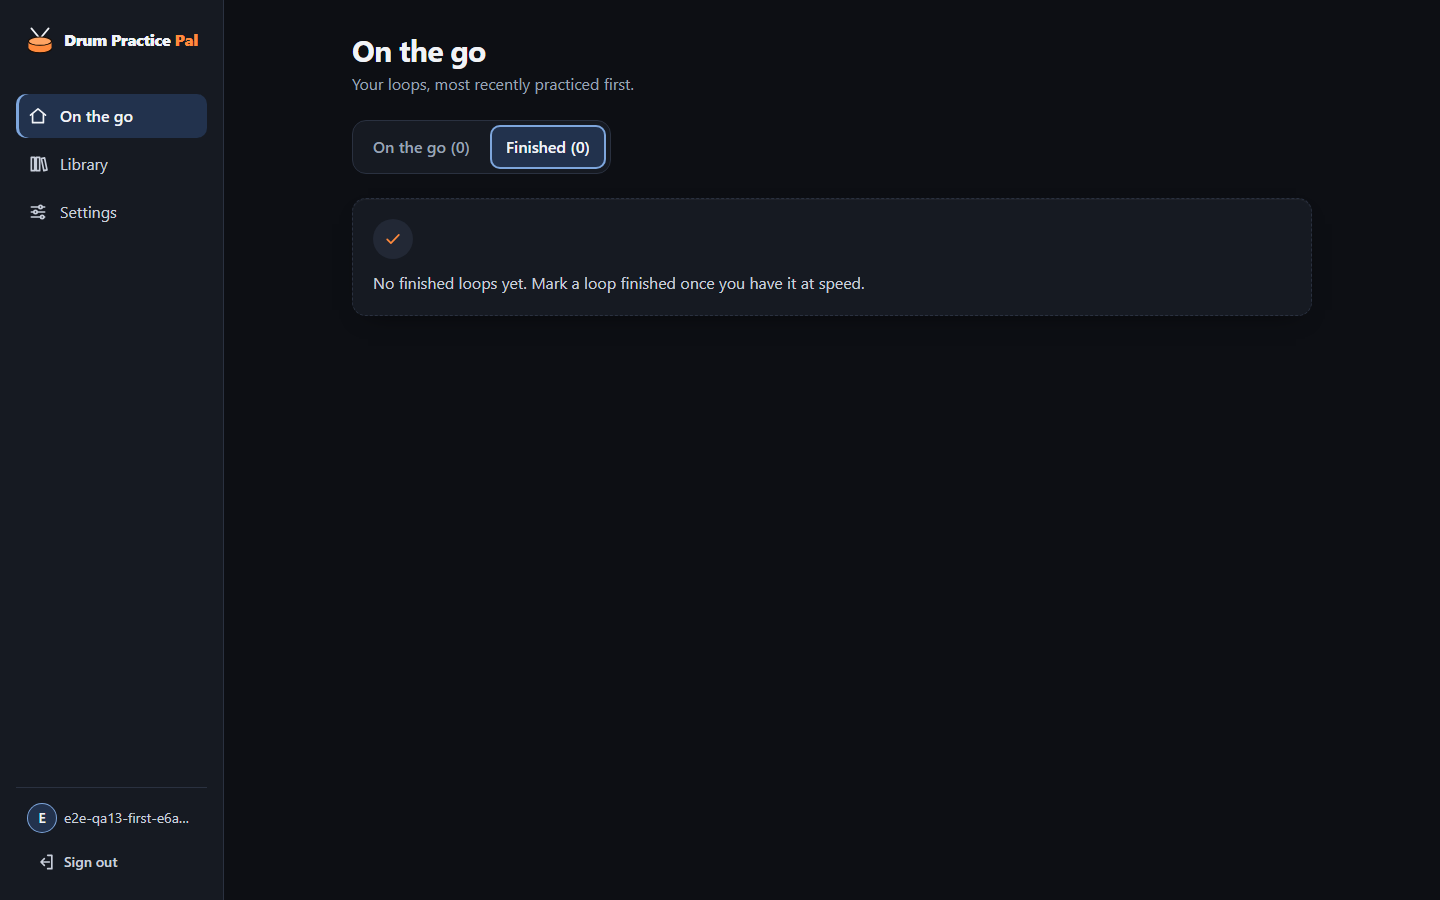 Drum Practice Pal
On the go
Library
Settings
On the go
Your loops, most recently practiced first.
On the go (0)
Finished (0)
No finished loops yet. Mark a loop finished once you have it at speed.
E
e2e-qa13-first-e6a...
Sign out